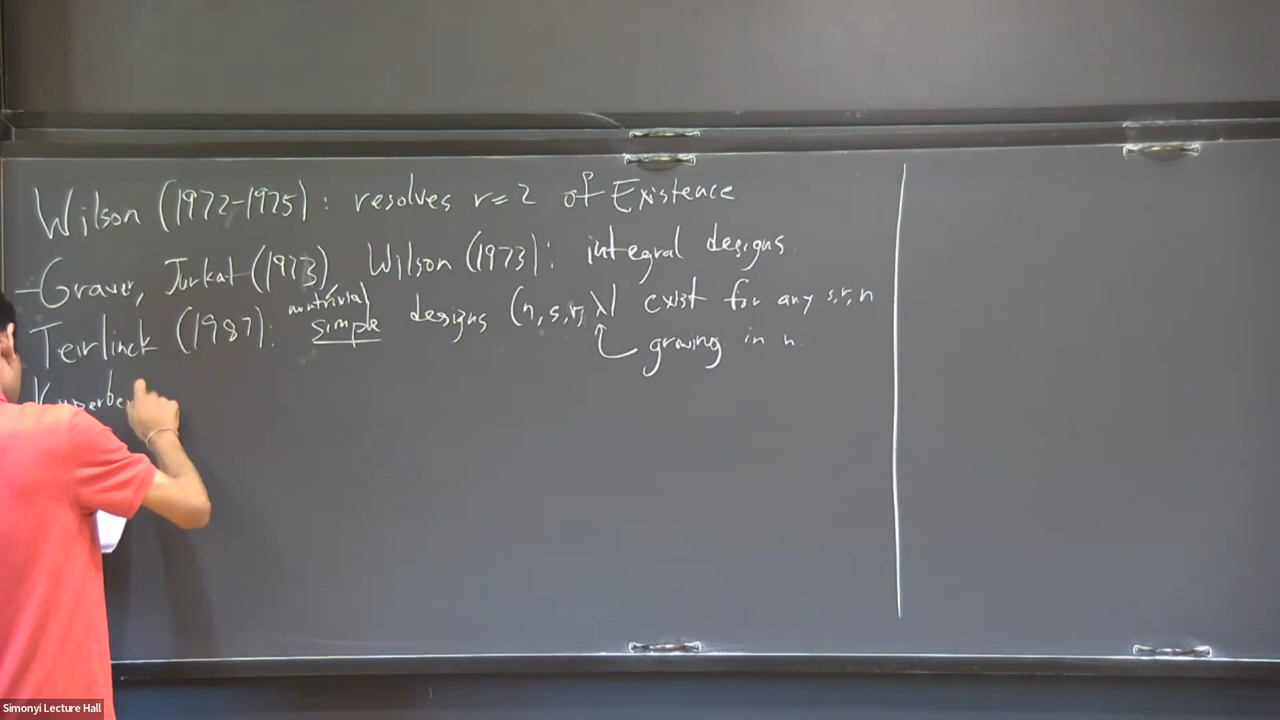 Wilson (1972-1975): resolves r=2 of Existence
-Graver, Jurkat (1973), Wilson (1973): integral designs
nontrivial
Teirlinck (1987): simple designs (n,s,r,λ) exist for any s,r,n
growing in n.
Kuperbe
Simonyi Lecture Hall